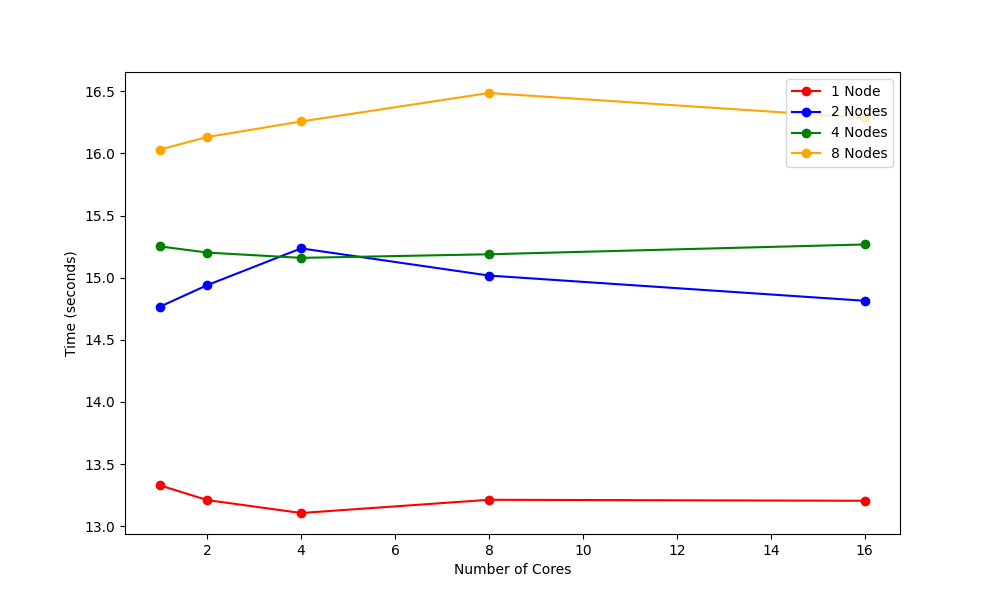 16.5
16.0
15.5
15.0
14.5
14.0
13.5
13.0
Time (seconds)
1 Node
2 Nodes
4 Nodes
8 Nodes
2 4 6 8 10 12 14 16
Number of Cores